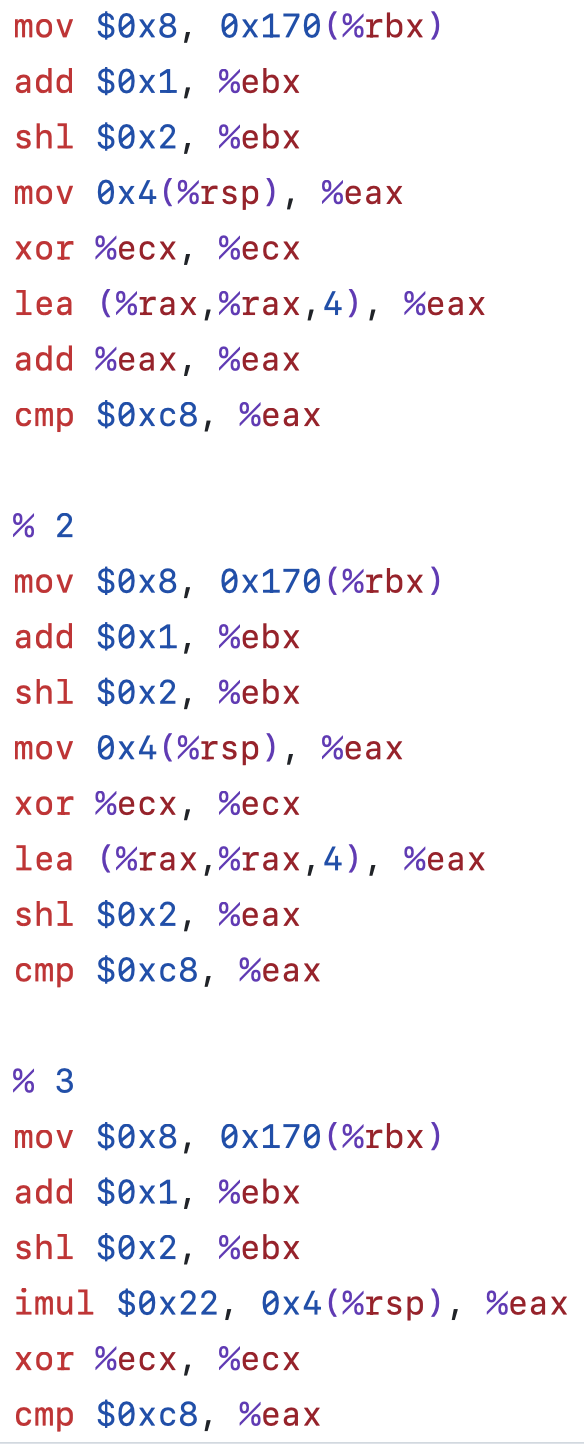 mov $0x8, 0x170(%rbx)
add $0x1, %ebx
shl $0x2, %ebx
mov 0x4(%rsp), %eax
xor %ecx, %ecx
lea (%rax,%rax,4), %eax
add %eax, %eax
cmp $0xc8, %eax

% 2
mov $0x8, 0x170(%rbx)
add $0x1, %ebx
shl $0x2, %ebx
mov 0x4(%rsp), %eax
xor %ecx, %ecx
lea (%rax,%rax,4), %eax
shl $0x2, %eax
cmp $0xc8, %eax

% 3
mov $0x8, 0x170(%rbx)
add $0x1, %ebx
shl $0x2, %ebx
imul $0x22, 0x4(%rsp), %eax
xor %ecx, %ecx
cmp $0xc8, %eax